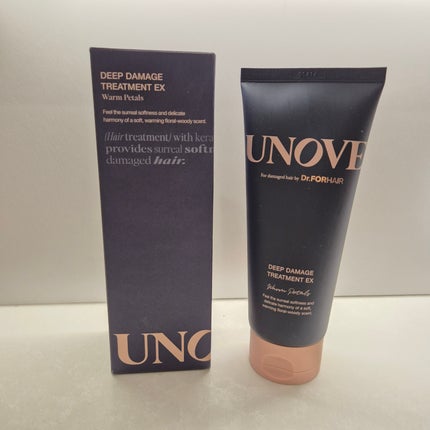 DEEP DAMAGE
TREATMENT EX
Warm Petals
Feel the surreal softness and delicate
harmony of a soft, warming floral-woody scent.
(Hair treatment) with kera
provides surreal softn
damaged hair.
UNO
UNOVE
For damaged hair by Dr.FORHAIR
DEEP DAMAGE
TREATMENT EX
Warm Petals
Feel the surreal softness and
delicate harmony of a soft,
warming floral-woody scent.